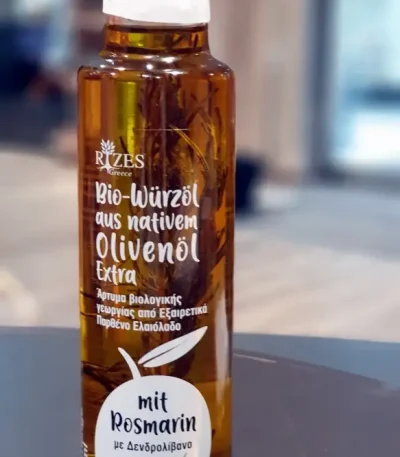 RIZES
Greece
Bio-Würzöl
aus nativem
Olivenöl
Extra
Άρτυμα βιολογικής
γεωργίας από Εξαιρετικά
Παρθένο Ελαιόλαδο
mit
Rosmarin
με Δενδρολίβανο